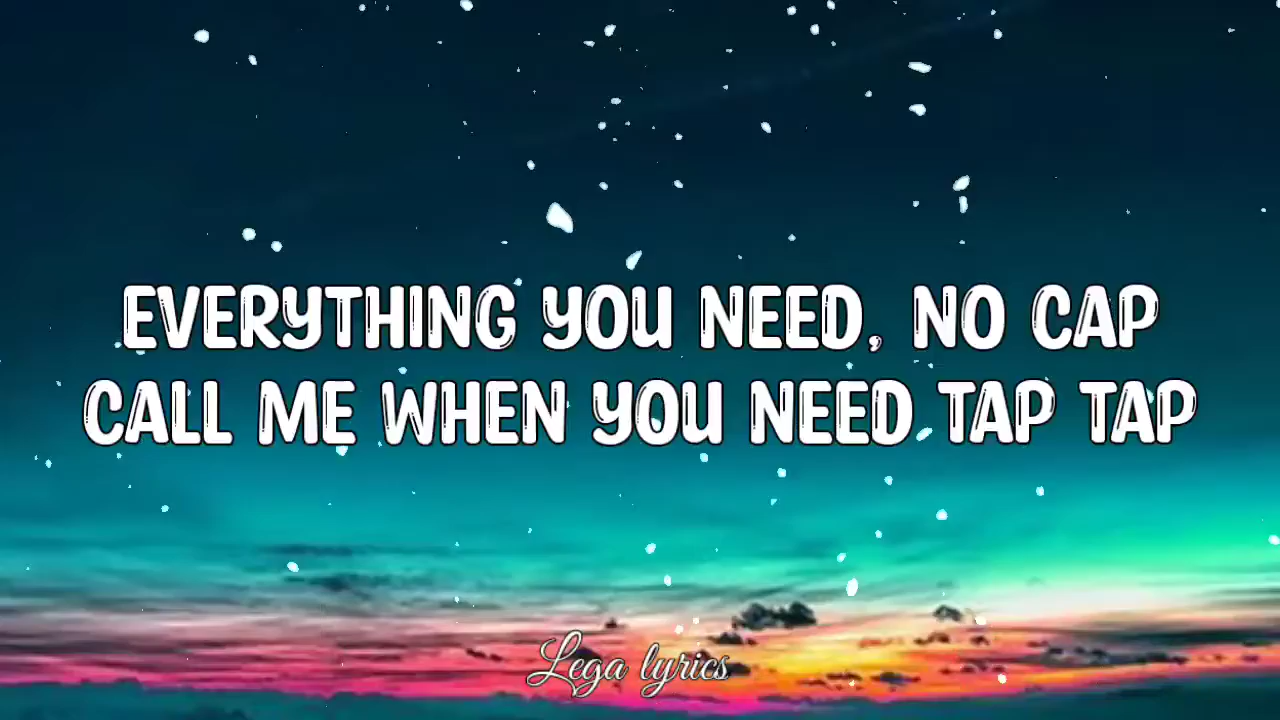 EVERYTHING YOU NEED, NO CAP
CALL ME WHEN YOU NEED TAP TAP
Lega lyrics